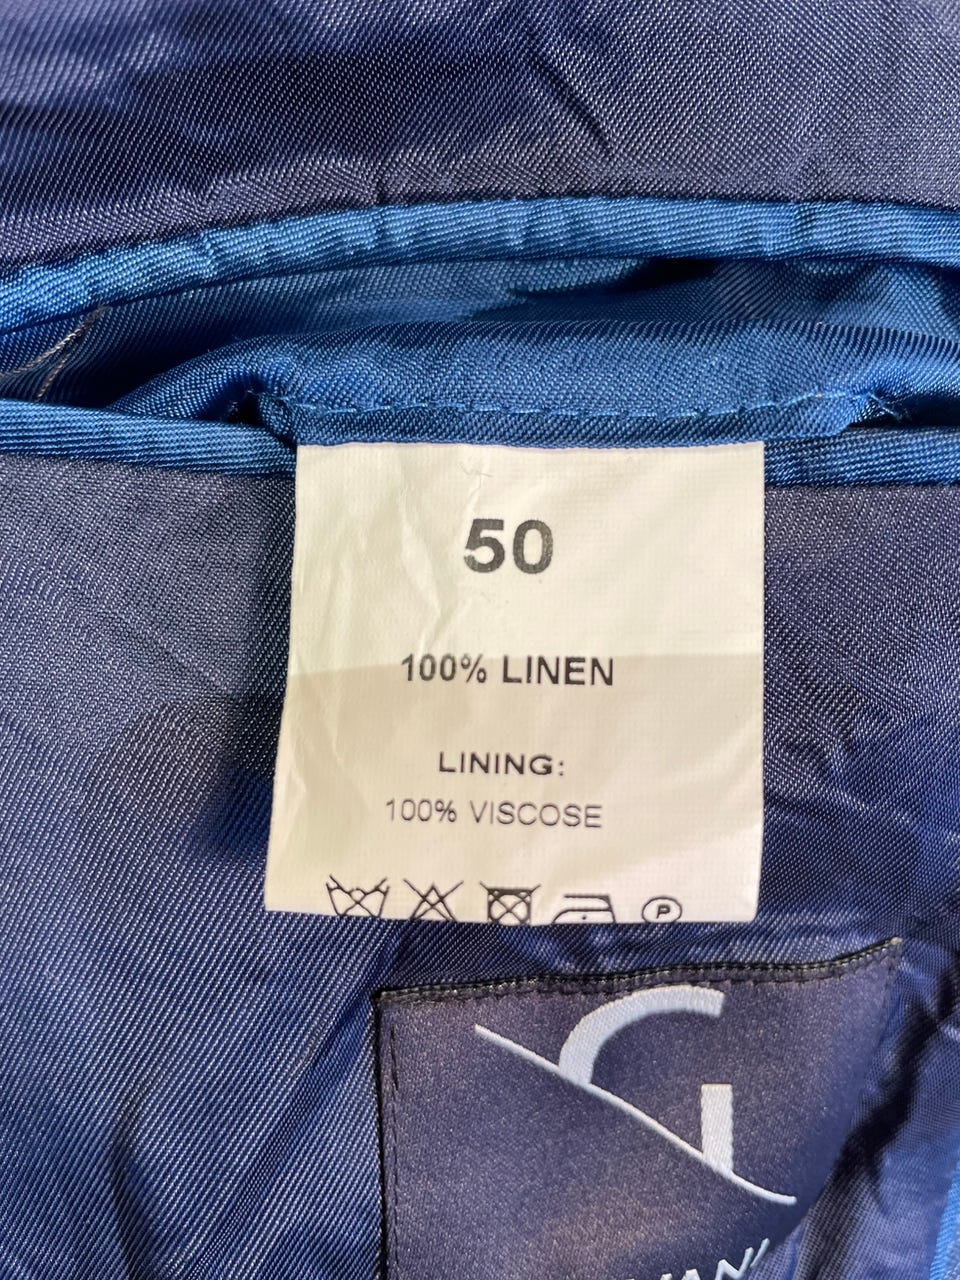 50
100% LINEN
LINING:
100% VISCOSE
P